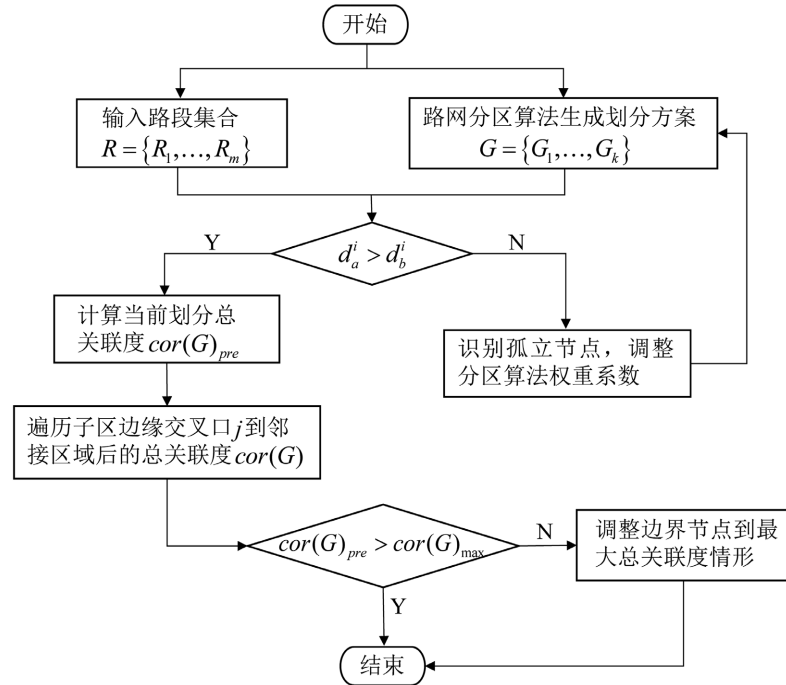 开始
输入路段集合
R={R₁,…,Rₘ}
路网分区算法生成划分方案
G={G₁,…,Gₖ}
dₐⁱ > d_bⁱ
Y
N
计算当前划分总
关联度cor(G)ₚᵣₑ
识别孤立节点，调整
分区算法权重系数
遍历子区边缘交叉口j到邻
接区域后的总关联度cor(G)
cor(G)ₚᵣₑ > cor(G)ₘₐₓ
N
Y
调整边界节点到最
大总关联度情形
结束